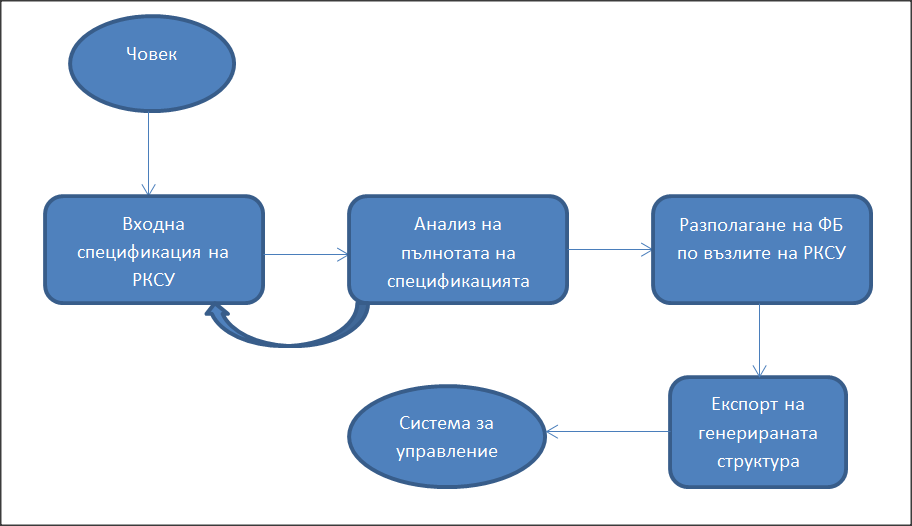 Човек
Входна
спецификация на
РКСУ
Анализ на
пълнотата на
спецификацията
Разполагане на ФБ
по възлите на РКСУ
Експорт на
генерираната
структура
Система за
управление